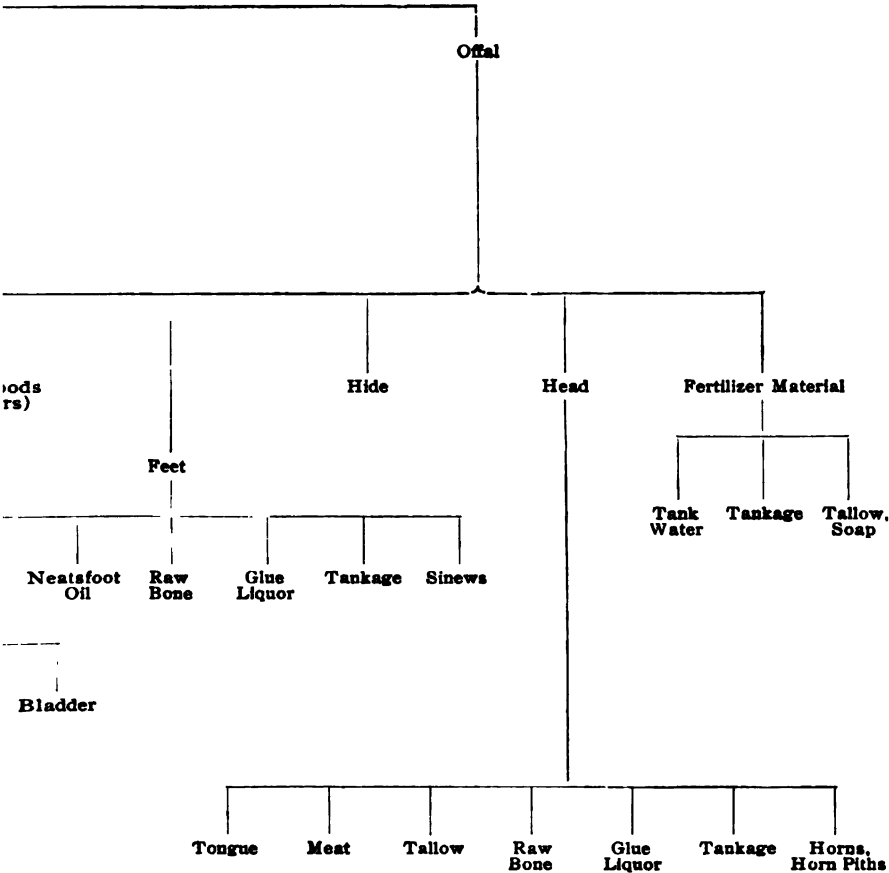 Offal
Hide Head Fertilizer Material
rs)
Feet
Tank Tankage Tallow,
Water Soap
Neatsfoot Raw Glue Tankage Sinews
Oil Bone Liquor
Bladder
Tongue Meat Tallow Raw Glue Tankage Horns,
Bone Liquor Horn Piths